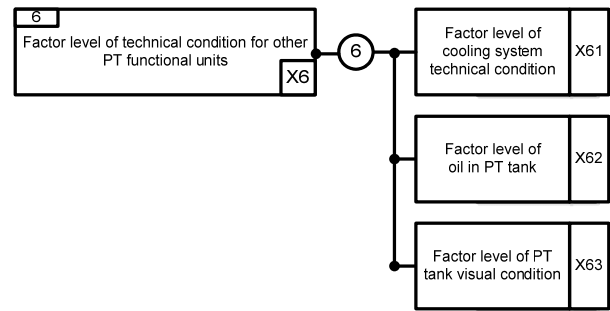 6
Factor level of technical condition for other
PT functional units
X6
6
Factor level of
cooling system
technical condition
X61
Factor level of
oil in PT tank
X62
Factor level of PT
tank visual condition
X63